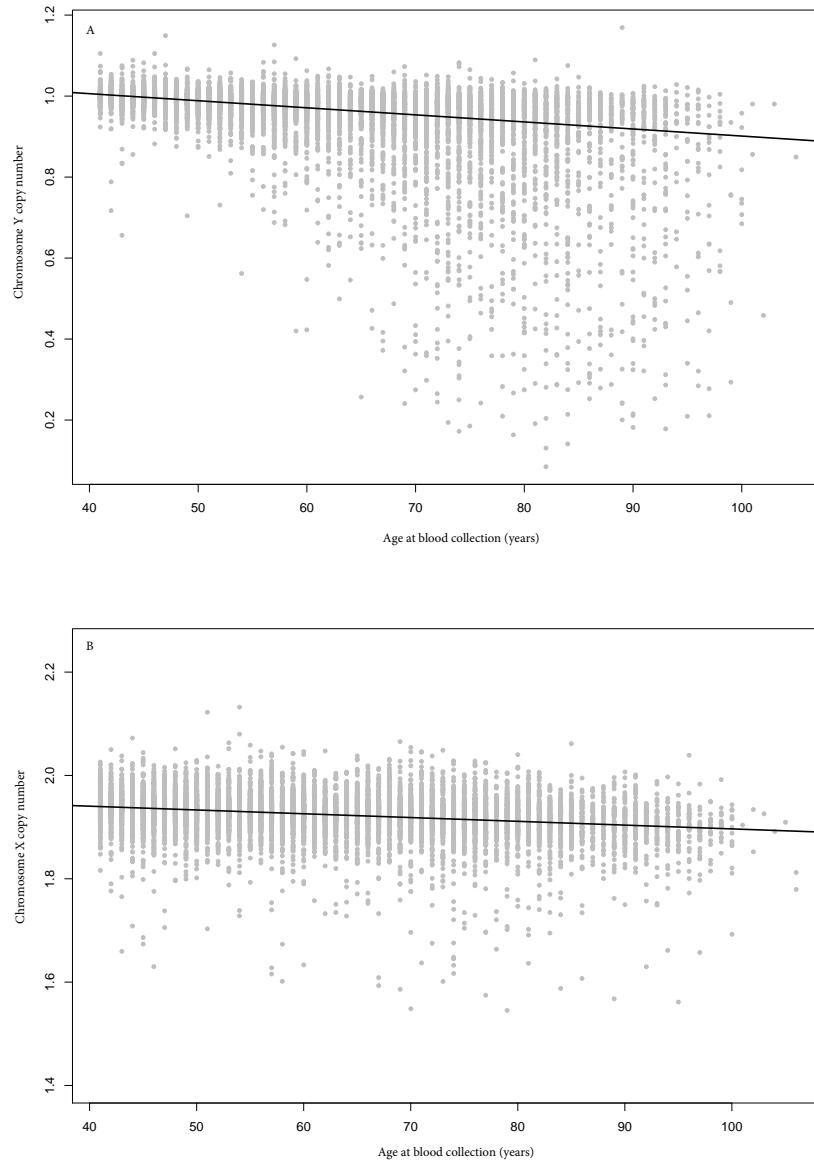 A
1.2
1.0
0.8
0.6
0.4
0.2
Chromosome Y copy number
40 50 60 70 80 90 100
Age at blood collection (years)
B
2.2
2.0
1.8
1.6
1.4
Chromosome X copy number
40 50 60 70 80 90 100
Age at blood collection (years)